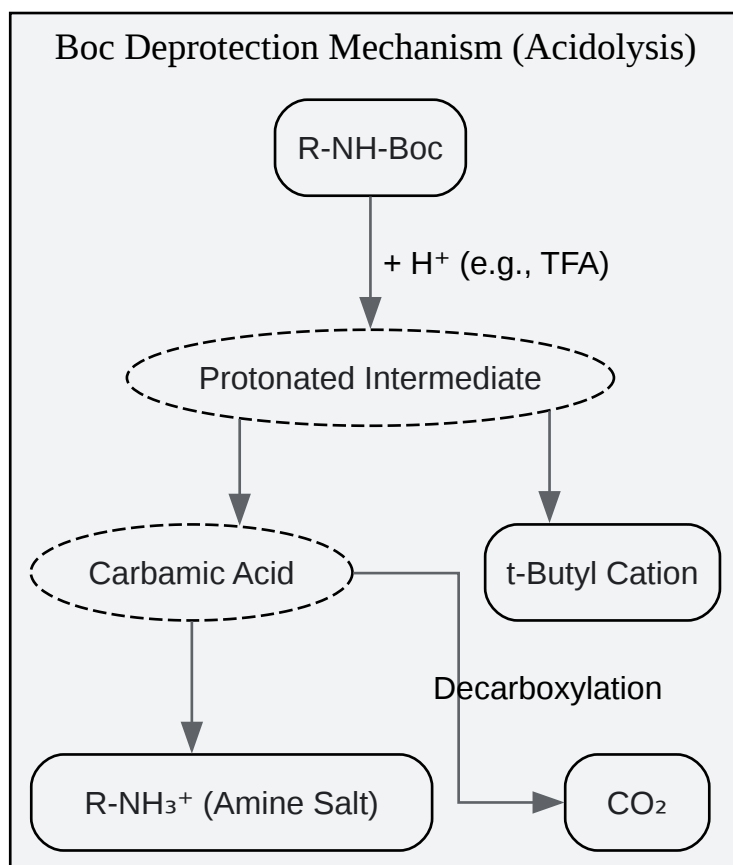 Boc Deprotection Mechanism (Acidolysis)
R-NH-Boc
+ H⁺ (e.g., TFA)
Protonated Intermediate
Carbamic Acid
t-Butyl Cation
Decarboxylation
R-NH₃⁺ (Amine Salt)
CO₂